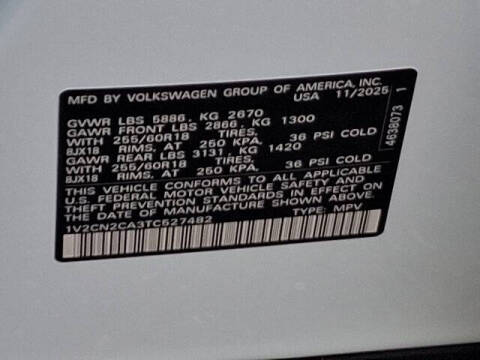 MFD BY VOLKSWAGEN GROUP OF AMERICA, INC.
USA 11/2025
GVWR LBS 5886, KG 2670
GAWR FRONT LBS 2866, KG 1300
WITH 255/60R18 TIRES,
8JX18 RIMS, AT 250 KPA, 36 PSI COLD
GAWR REAR LBS 3131 KG 1420
WITH 255/60R18 TIRES,
8JX18 RIMS, AT 250 KPA, 36 PSI COLD
THIS VEHICLE CONFORMS TO ALL APPLICABLE
U.S. FEDERAL MOTOR VEHICLE SAFETY AND
THEFT PREVENTION STANDARDS IN EFFECT ON
THE DATE OF MANUFACTURE SHOWN ABOVE.
1V2CN2CA3TC527482 TYPE: MPV
4638073 1